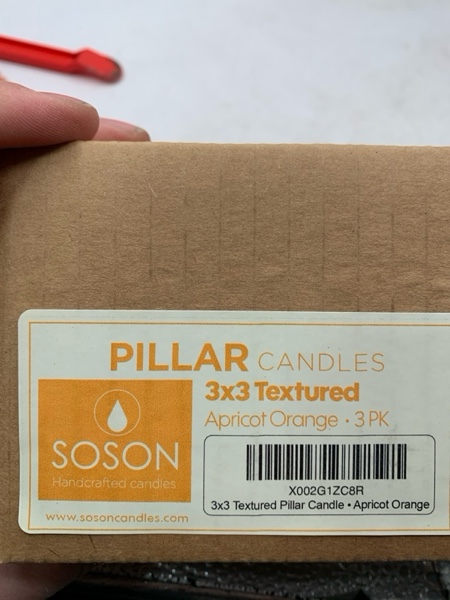 PILLAR CANDLES
3x3 Textured
Apricot Orange • 3 PK
SOSON
Handcrafted candles
www.sosoncandles.com
X002G1ZC8R
3x3 Textured Pillar Candle • Apricot Orange